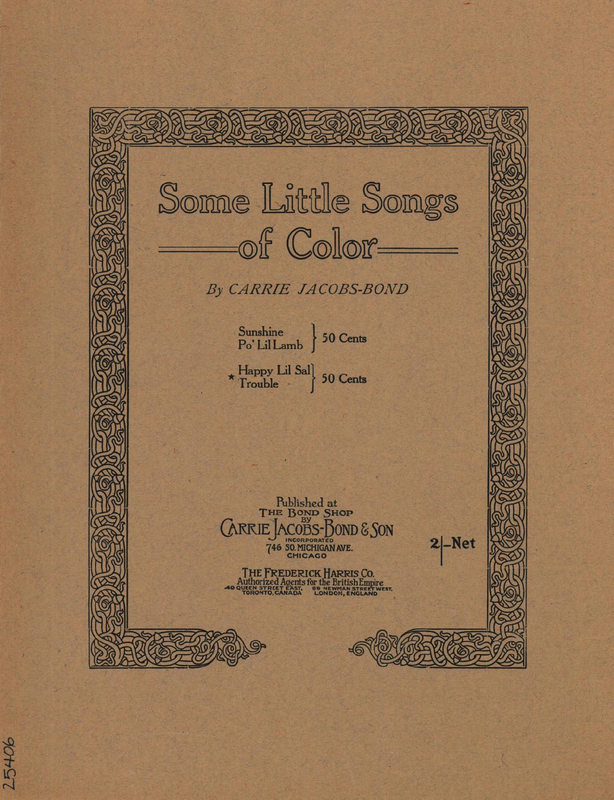 Some Little Songs
of Color
By CARRIE JACOBS-BOND
Sunshine
Po' Lil Lamb } 50 Cents
* Happy Lil Sal
Trouble } 50 Cents
Published at
THE BOND SHOP
BY
CARRIE JACOBS-BOND & SON
INCORPORATED
746 SO. MICHIGAN AVE.
CHICAGO
2/-Net
THE FREDERICK HARRIS CO.
Authorized Agents for the British Empire
40 QUEEN STREET EAST, 69 NEWMAN STREET WEST,
TORONTO, CANADA LONDON, ENGLAND
25406